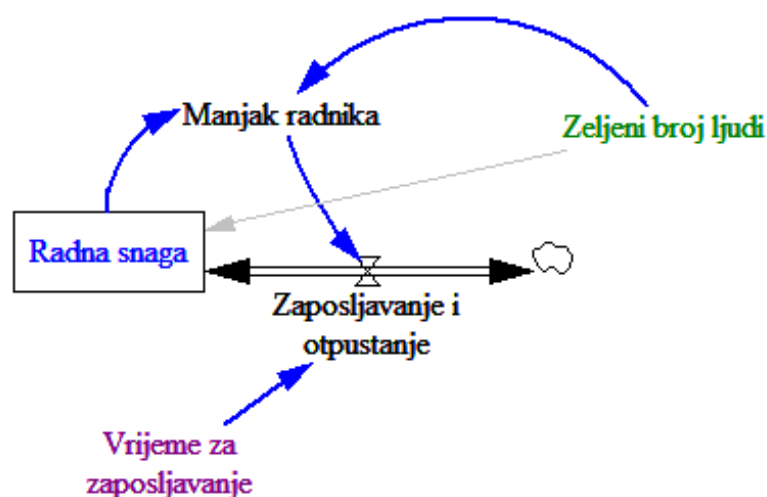 Manjak radnika
Zeljeni broj ljudi
Radna snaga
Zaposljavanje i
otpustanje
Vrijeme za
zaposljavanje